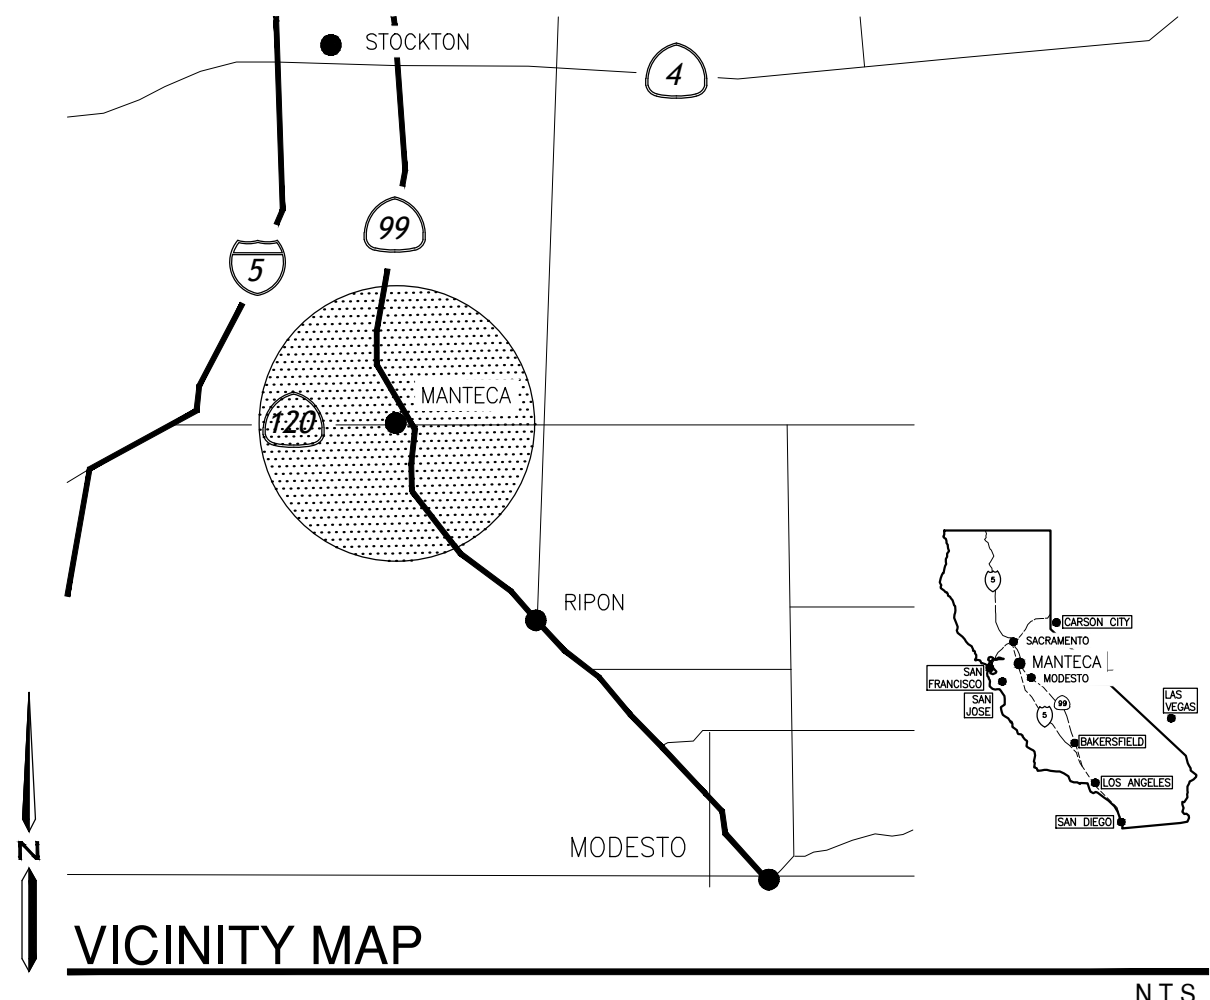 STOCKTON
4
99
5
MANTECA
120
RIPON
5
CARSON CITY
SACRAMENTO
MANTECA
SAN
FRANCISCO
MODESTO
SAN
JOSE
LAS
VEGAS
99
5
BAKERSFIELD
LOS ANGELES
SAN DIEGO
MODESTO
N
VICINITY MAP
N T S